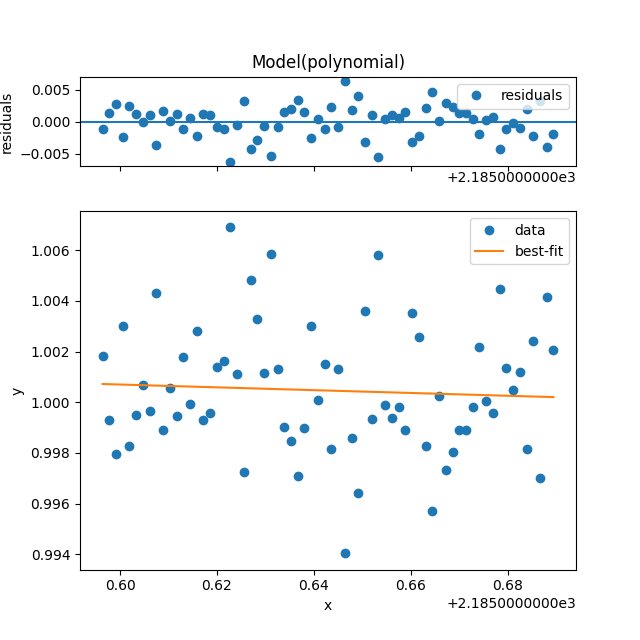 Model(polynomial)
0.005
0.000
−0.005
residuals
residuals
+2.1850000000e3
1.006
1.004
1.002
1.000
0.998
0.996
0.994
y
data
best-fit
0.60 0.62 0.64 0.66 0.68
x
+2.1850000000e3